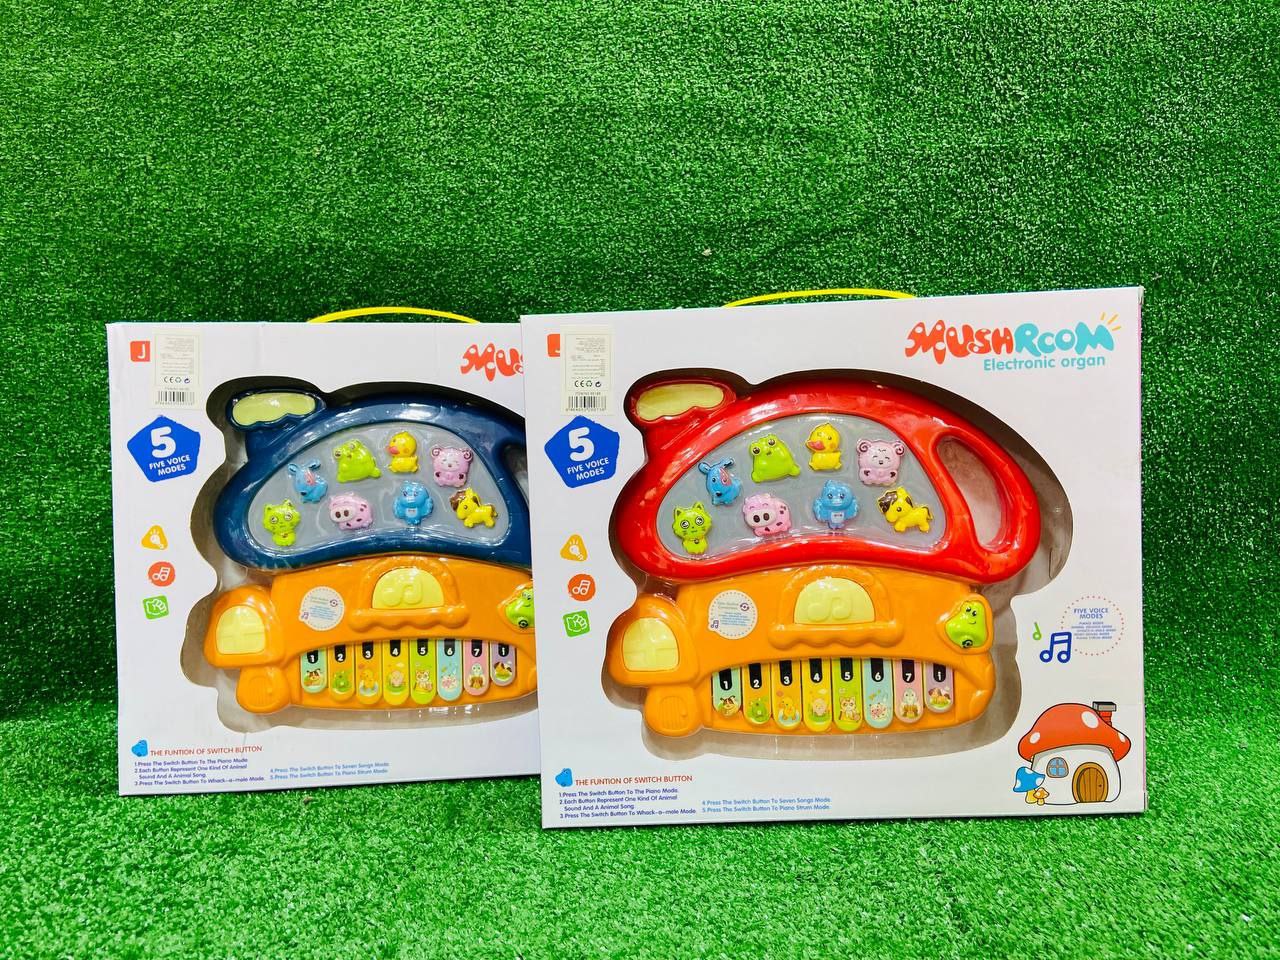 J
MUS
5
FIVE VOICE
MODES
1 2 3 4 5 6 7 i
THE FUNTION OF SWITCH BUTTON
1.Press The Switch Button To The Piano Mode.
2.Each Button Represent One Kind Of Animal
Sound And A Animal Song.
3.Press The Switch Button To Whack-a-mole Mode.
4.Press The Switch Button To Seven Songs Mode.
5.Press The Switch Button To Piano Strum Mode.
MUSHROOM
Electronic organ
5
FIVE VOICE
MODES
1 2 3 4 5 6 7 i
FIVE VOICE
MODES
PIANO MODE
THE FUNTION OF SWITCH BUTTON
1.Press The Switch Button To The Piano Mode.
2.Each Button Represent One Kind Of Animal
Sound And A Animal Song.
3.Press The Switch Button To Whack-a-mole Mode.
4.Press The Switch Button To Seven Songs Mode.
5.Press The Switch Button To Piano Strum Mode.